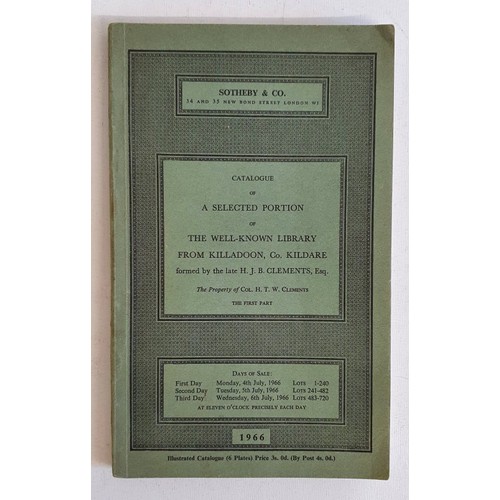 SOTHEBY & CO.
34 AND 35 NEW BOND STREET LONDON W1
CATALOGUE
OF
A SELECTED PORTION
OF
THE WELL-KNOWN LIBRARY
FROM KILLADOON, Co. KILDARE
formed by the late H. J. B. CLEMENTS, Esq.
The Property of COL. H. T. W. CLEMENTS
THE FIRST PART
DAYS OF SALE:
First Day Monday, 4th July, 1966 LOTS 1-240
Second Day Tuesday, 5th July, 1966 LOTS 241-482
Third Day Wednesday, 6th July, 1966 LOTS 483-720
AT ELEVEN O'CLOCK PRECISELY EACH DAY
1966
Illustrated Catalogue (6 Plates) Price 3s. 0d. (By Post 4s. 0d.)